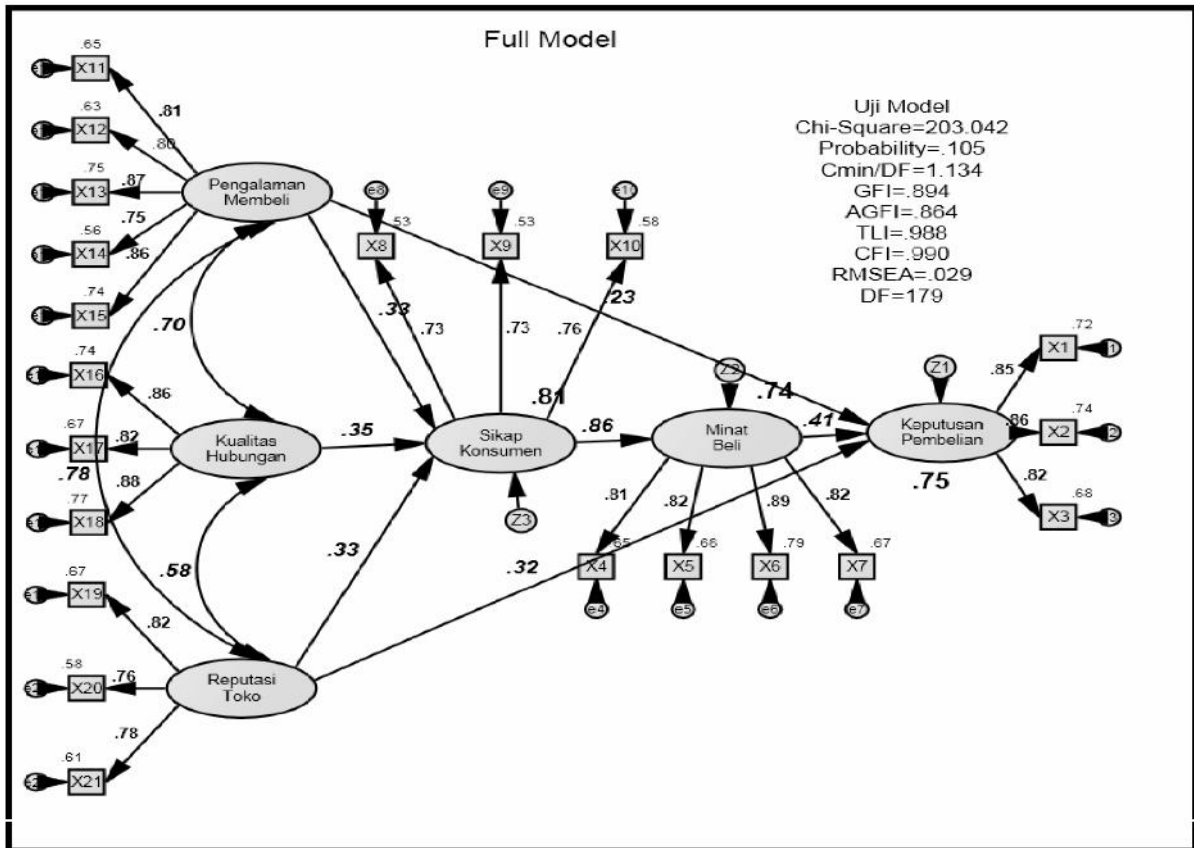 Full Model
Uji Model
Chi-Square=203.042
Probability=.105
Cmin/DF=1.134
GFI=.894
AGFI=.864
TLI=.988
CFI=.990
RMSEA=.029
DF=179
.65
X11
.81
.63
X12
.80
.75
X13
.87
.56
X14
.75
.74
X15
.86
Pengalaman
Membeli
.70
.74
X16
.86
.67
X17
.82
.78
.77
X18
.88
Kualitas
Hubungan
.58
.67
X19
.82
.58
X20
.76
.61
X21
.78
Reputasi
Toko
.33
.35
.33
e8
.53
X8
.73
e9
.53
X9
.73
e10
.58
X10
.76
.23
.81
Sikap
Konsumen
Z3
.86
Z2
.74
Minat
Beli
.41
.32
.81
.65
X4
e4
.82
X5
e5
.89
.79
X6
e6
.82
.67
X7
e7
Z1
Keputusan
Pembelian
.75
.85
.72
X1
.86
.74
X2
.82
.68
X3